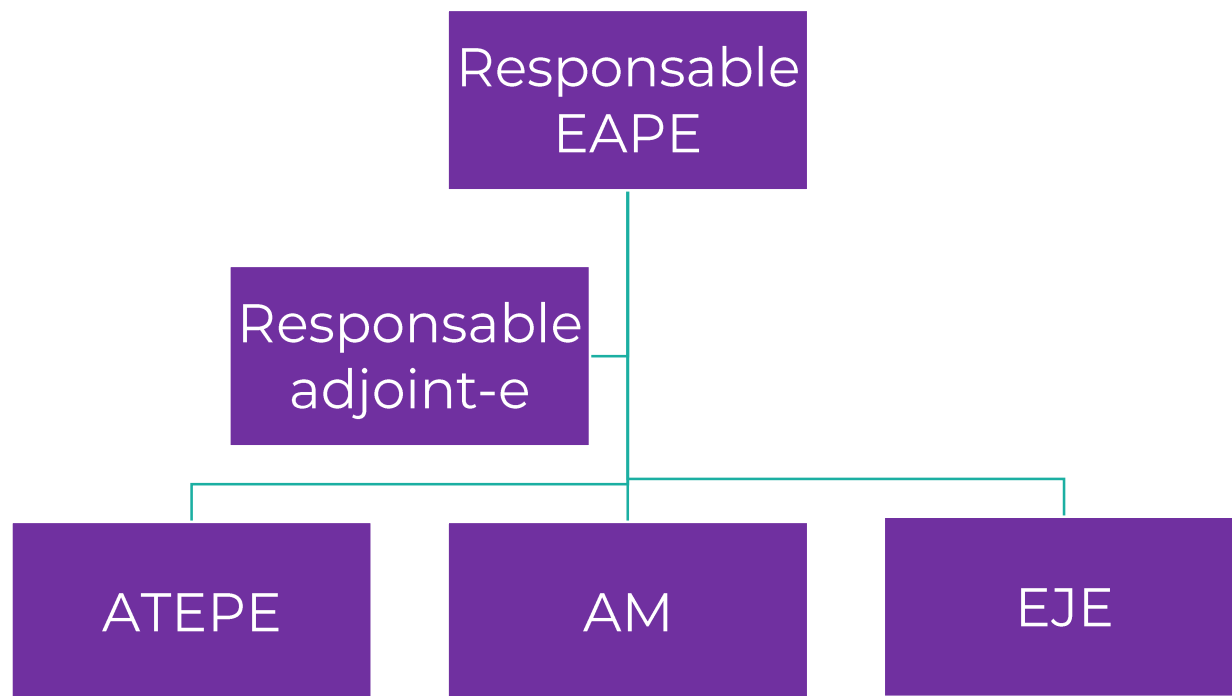 Responsable
EAPE
Responsable
adjoint-e
ATEPE
AM
EJE